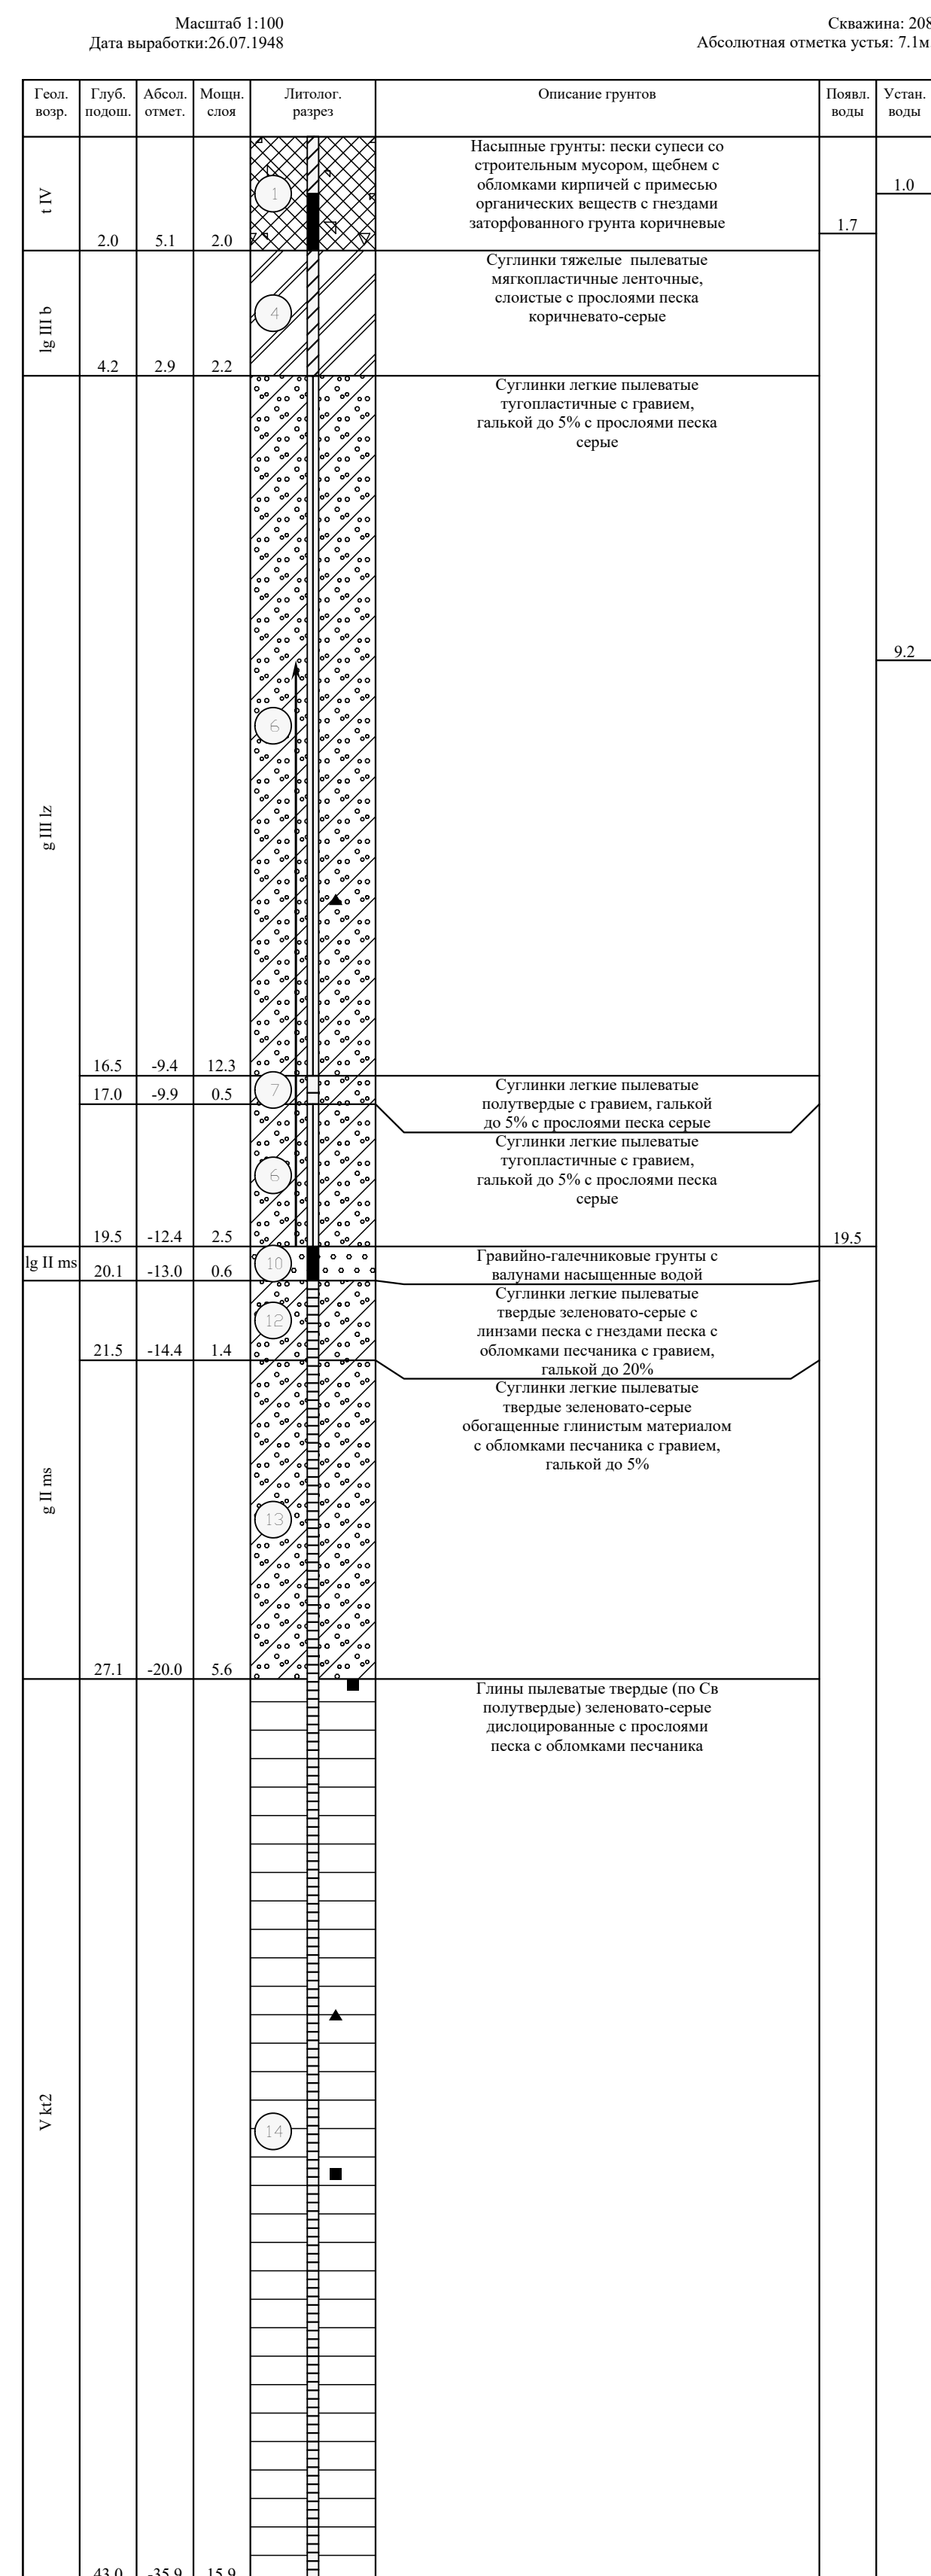 Масштаб 1:100
Дата выработки:26.07.1948
Скважина: 208
Абсолютная отметка устья: 7.1м
Геол. возр.
Глуб. подош.
Абсол. отмет.
Мощн. слоя
Литолог. разрез
Описание грунтов
Появл. воды
Устан. воды
t IV
2.0 5.1 2.0
1
Насыпные грунты: пески супеси со
строительным мусором, щебнем с
обломками кирпичей с примесью
органических веществ с гнездами
заторфованного грунта коричневые
1.7
1.0
lg III b
4.2 2.9 2.2
4
Суглинки тяжелые пылеватые
мягкопластичные ленточные,
слоистые с прослоями песка
коричневато-серые
g III lz
16.5 -9.4 12.3
6
Суглинки легкие пылеватые
тугопластичные с гравием,
галькой до 5% с прослоями песка
серые
9.2
17.0 -9.9 0.5
7
Суглинки легкие пылеватые
полутвердые с гравием, галькой
до 5% с прослоями песка серые
19.5 -12.4 2.5
6
Суглинки легкие пылеватые
тугопластичные с гравием,
галькой до 5% с прослоями песка
серые
19.5
lg II ms
20.1 -13.0 0.6
10
Гравийно-галечниковые грунты с
валунами насыщенные водой
g II ms
21.5 -14.4 1.4
12
Суглинки легкие пылеватые
твердые зеленовато-серые с
линзами песка с гнездами песка с
обломками песчаника с гравием,
галькой до 20%
27.1 -20.0 5.6
13
Суглинки легкие пылеватые
твердые зеленовато-серые
обогащенные глинистым материалом
с обломками песчаника с гравием,
галькой до 5%
V kt2
43.0 -35.9 15.9
14
Глины пылеватые твердые (по Св
полутвердые) зеленовато-серые
дислоцированные с прослоями
песка с обломками песчаника